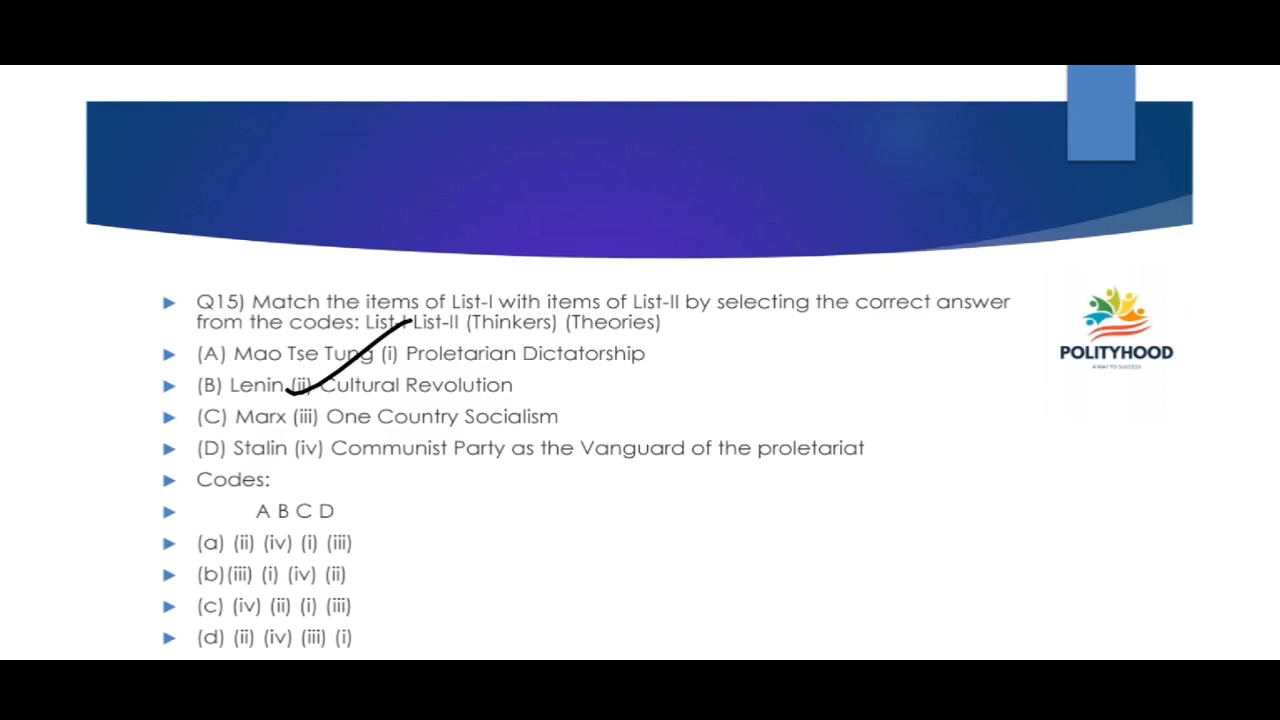 Q15) Match the items of List-I with items of List-II by selecting the correct answer
from the codes: List-I List-II (Thinkers) (Theories)
(A) Mao Tse Tung (i) Proletarian Dictatorship
(B) Lenin (ii) Cultural Revolution
(C) Marx (iii) One Country Socialism
(D) Stalin (iv) Communist Party as the Vanguard of the proletariat
Codes:
A B C D
(a) (ii) (iv) (i) (iii)
(b)(iii) (i) (iv) (ii)
(c) (iv) (ii) (i) (iii)
(d) (ii) (iv) (iii) (i)
POLITYHOOD
A WAY TO SUCCESS